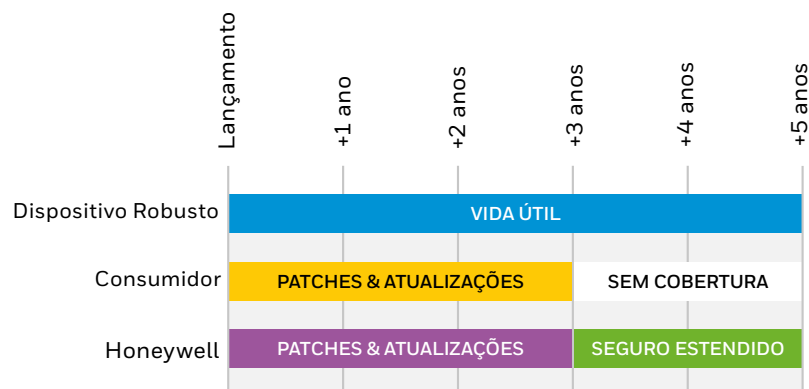 Lançamento
+1 ano
+2 anos
+3 anos
+4 anos
+5 anos
Dispositivo Robusto
VIDA ÚTIL
Consumidor
PATCHES & ATUALIZAÇÕES
SEM COBERTURA
Honeywell
PATCHES & ATUALIZAÇÕES
SEGURO ESTENDIDO